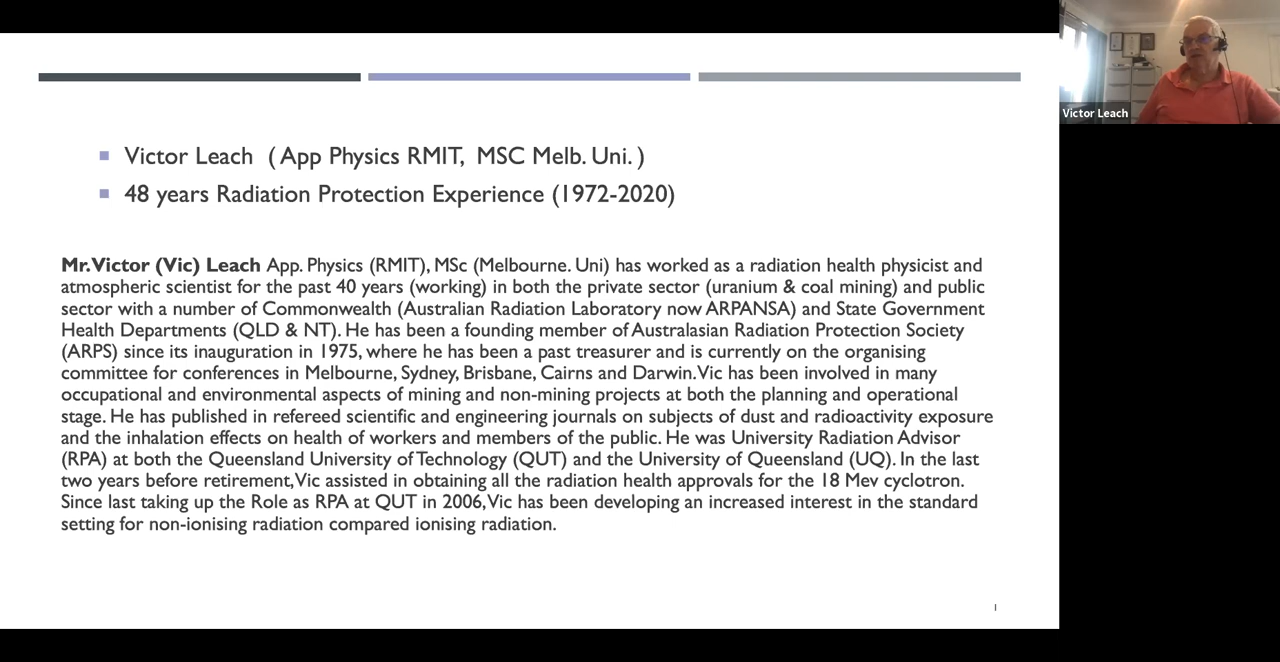 Victor Leach ( App Physics RMIT, MSC Melb. Uni. )
48 years Radiation Protection Experience (1972-2020)
Mr. Victor (Vic) Leach App. Physics (RMIT), MSc (Melbourne. Uni) has worked as a radiation health physicist and
atmospheric scientist for the past 40 years (working) in both the private sector (uranium & coal mining) and public
sector with a number of Commonwealth (Australian Radiation Laboratory now ARPANSA) and State Government
Health Departments (QLD & NT). He has been a founding member of Australasian Radiation Protection Society
(ARPS) since its inauguration in 1975, where he has been a past treasurer and is currently on the organising
committee for conferences in Melbourne, Sydney, Brisbane, Cairns and Darwin. Vic has been involved in many
occupational and environmental aspects of mining and non-mining projects at both the planning and operational
stage. He has published in refereed scientific and engineering journals on subjects of dust and radioactivity exposure
and the inhalation effects on health of workers and members of the public. He was University Radiation Advisor
(RPA) at both the Queensland University of Technology (QUT) and the University of Queensland (UQ). In the last
two years before retirement, Vic assisted in obtaining all the radiation health approvals for the 18 Mev cyclotron.
Since last taking up the Role as RPA at QUT in 2006, Vic has been developing an increased interest in the standard
setting for non-ionising radiation compared ionising radiation.
1
Victor Leach